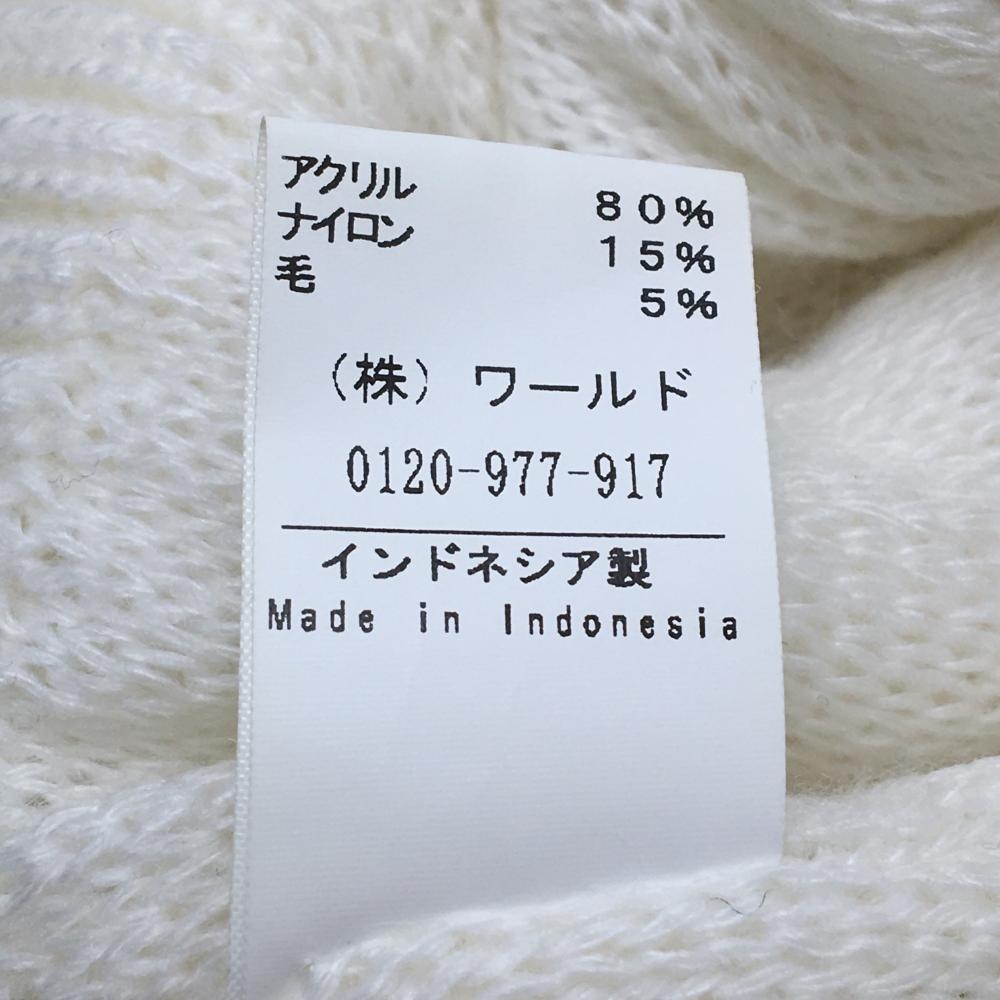 アクリル 80%
ナイロン 15%
毛 5%
（株） ワールド
0120-977-917
インドネシア製
Made in Indonesia